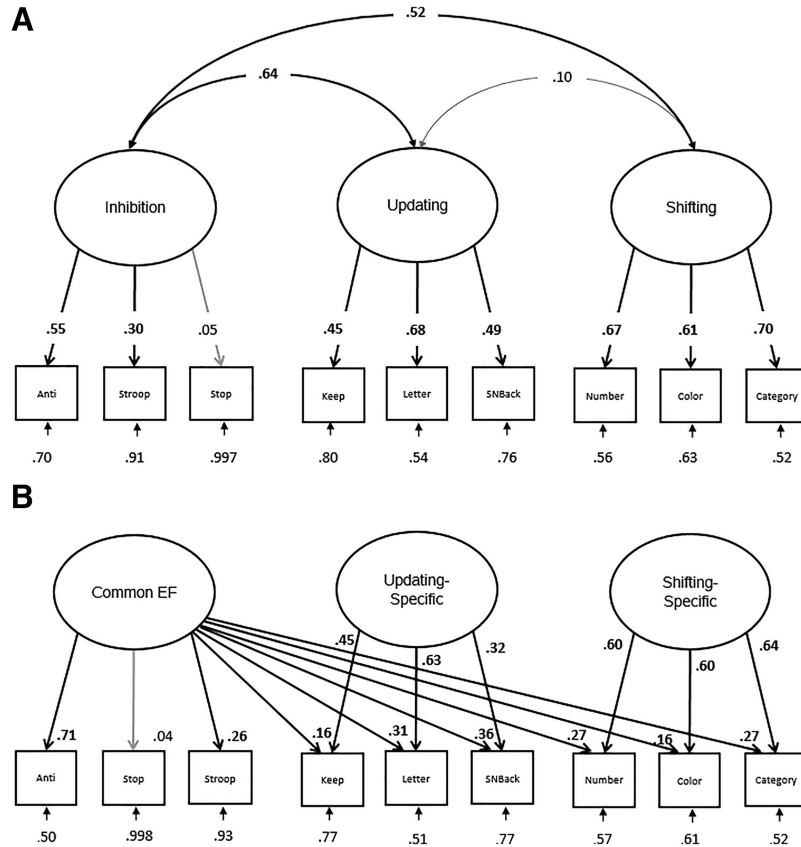 A
.52
.64 .10
Inhibition Updating Shifting
.55 .30 .05 .45 .68 .49 .67 .61 .70
Anti Stroop Stop Keep Letter SNBack Number Color Category
.70 .91 .997 .80 .54 .76 .56 .63 .52
B
Common EF Updating-Specific Shifting-Specific
.45 .63 .32 .60 .60 .64
.71 .04 .26 .16 .31 .36 .27 .16 .27
Anti Stop Stroop Keep Letter SNBack Number Color Category
.50 .998 .93 .77 .51 .77 .57 .61 .52